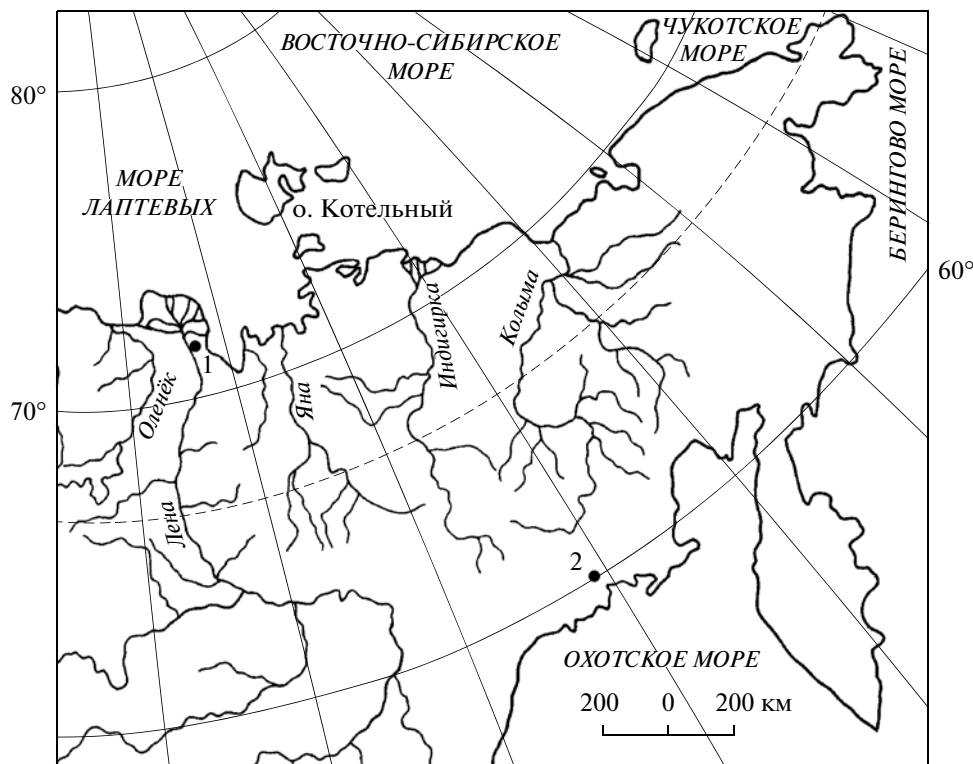 ВОСТОЧНО-СИБИРСКОЕ
МОРЕ
ЧУКОТСКОЕ
МОРЕ
БЕРИНГОВО МОРЕ
80°
МОРЕ
ЛАПТЕВЫХ
о. Котельный
60°
1
Оленёк
Яна
Индигирка
Колыма
70°
Лена
2
ОХОТСКОЕ МОРЕ
200 0 200 км